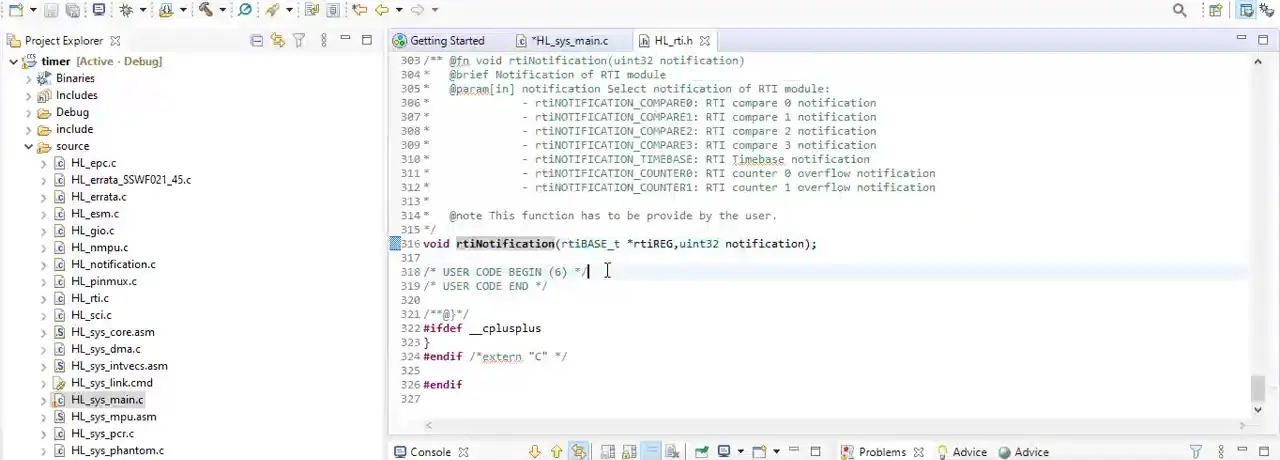 Project Explorer
timer [Active - Debug]
Binaries
Includes
Debug
include
source
HL_epc.c
HL_errata_SSWF021_45.c
HL_errata.c
HL_esm.c
HL_gio.c
HL_nmpu.c
HL_notification.c
HL_pinmux.c
HL_rti.c
HL_sci.c
HL_sys_core.asm
HL_sys_dma.c
HL_sys_intvecs.asm
HL_sys_link.cmd
HL_sys_main.c
HL_sys_mpu.asm
HL_sys_pcr.c
HL_sys_phantom.c
Getting Started *HL_sys_main.c HL_rti.h
303 /** @fn void rtiNotification(uint32 notification)
304 * @brief Notification of RTI module
305 * @param[in] notification Select notification of RTI module:
306 * - rtiNOTIFICATION_COMPARE0: RTI compare 0 notification
307 * - rtiNOTIFICATION_COMPARE1: RTI compare 1 notification
308 * - rtiNOTIFICATION_COMPARE2: RTI compare 2 notification
309 * - rtiNOTIFICATION_COMPARE3: RTI compare 3 notification
310 * - rtiNOTIFICATION_TIMEBASE: RTI Timebase notification
311 * - rtiNOTIFICATION_COUNTER0: RTI counter 0 overflow notification
312 * - rtiNOTIFICATION_COUNTER1: RTI counter 1 overflow notification
313 *
314 * @note This function has to be provide by the user.
315 */
316 void rtiNotification(rtiBASE_t *rtiREG,uint32 notification);
317
318 /* USER CODE BEGIN (6) */
319 /* USER CODE END */
320
321 /**@}*/
322 #ifdef __cplusplus
323 }
324 #endif /*extern "C" */
325
326 #endif
327
Console
Problems Advice Advice